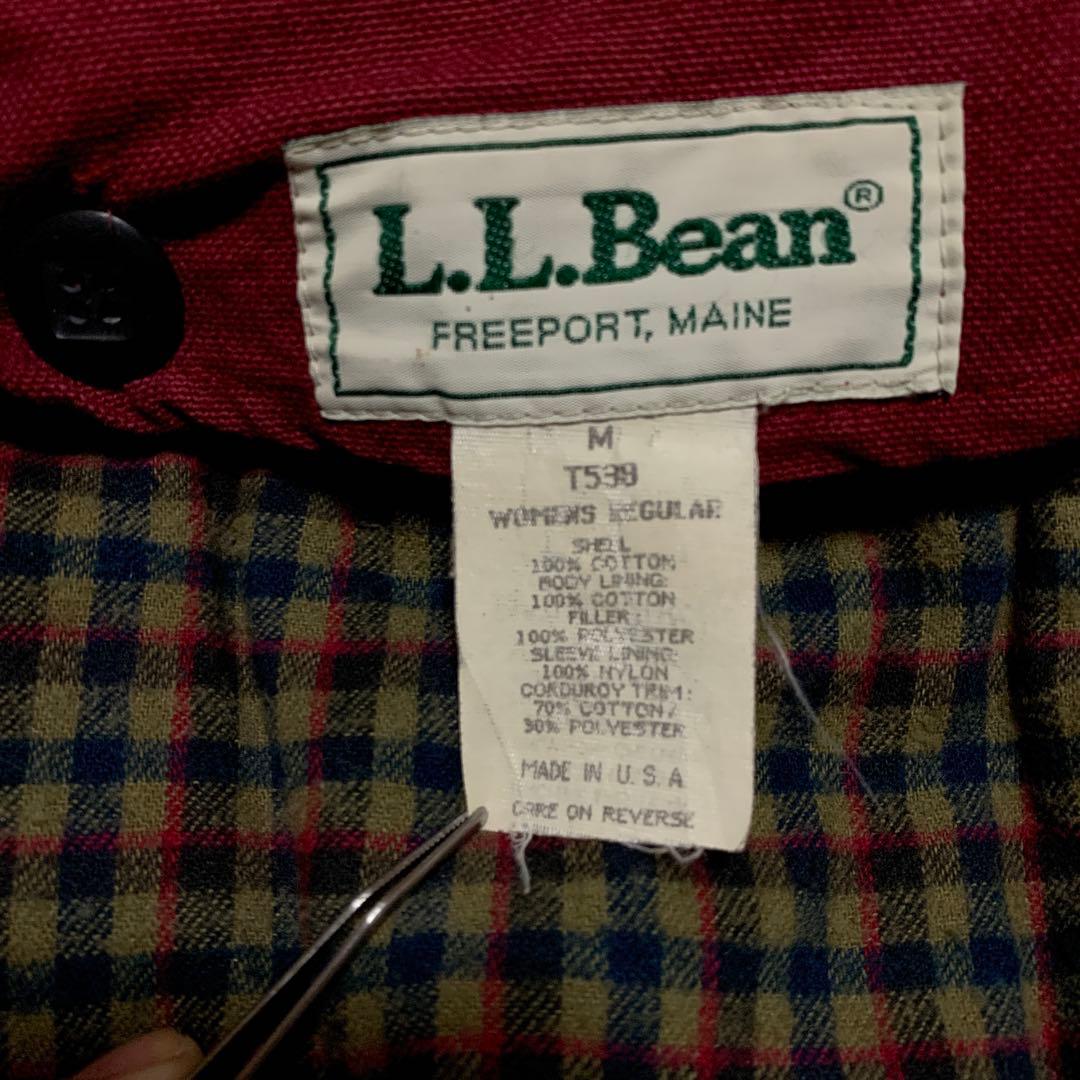 L.L.Bean®
FREEPORT, MAINE
M
T539
WOMENS REGULAR
SHELL
100% COTTON
BODY LINING:
100% COTTON
FILLER:
100% POLYESTER
SLEEVE LINING:
100% NYLON
CORDUROY TRIM:
70% COTTON/
30% POLYESTER
MADE IN U.S.A
CARE ON REVERSE